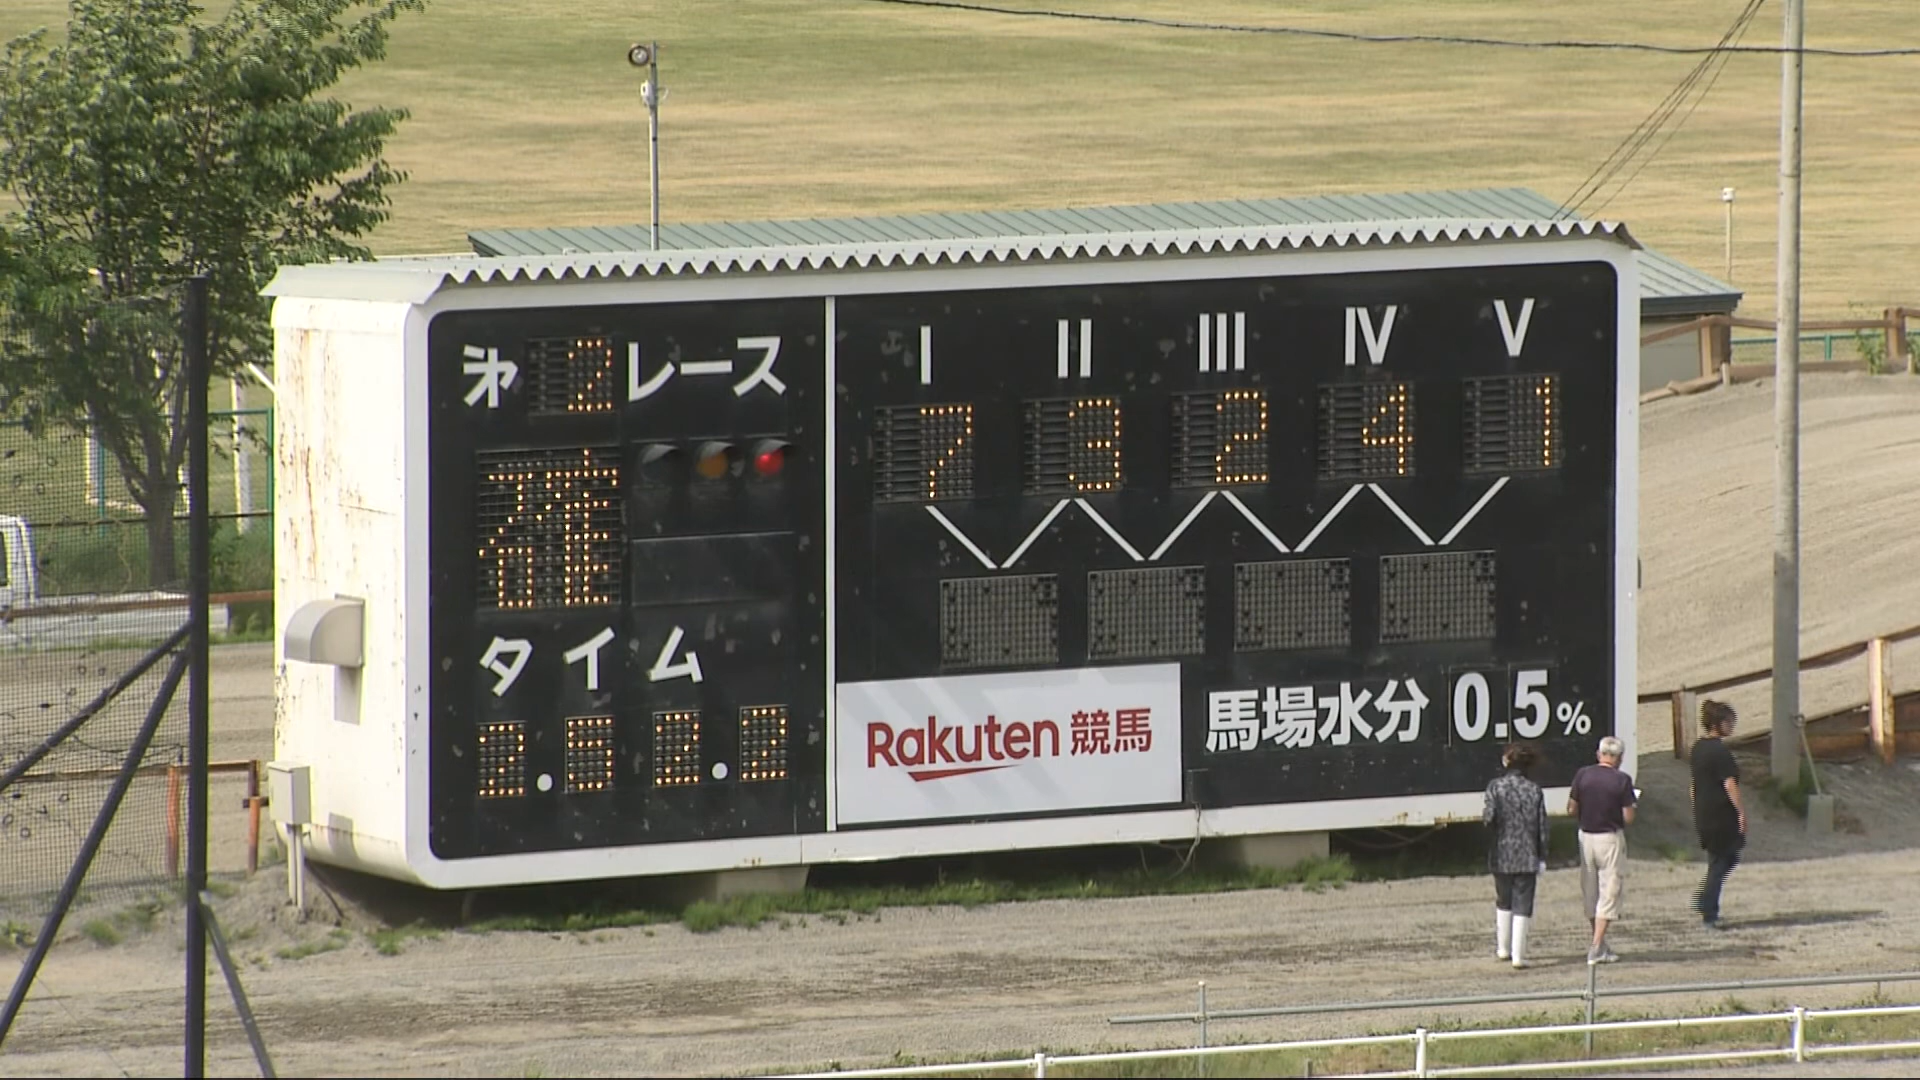 㐧 2 レース
確
タイム
2.52.2
I II III IV V
7 3 2 4 1
Rakuten 競馬
馬場水分 0.5%